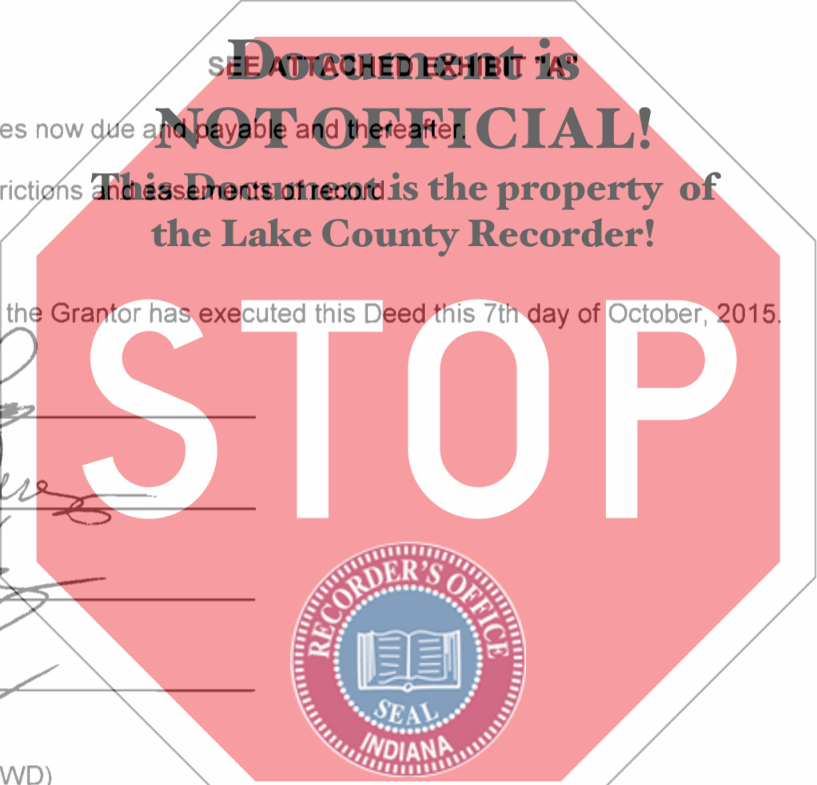 Document is
SEE ATTACHED EXHIBIT "A"
NOT OFFICIAL!
es now due and payable and thereafter.
This Document is the property of
rictions and easements of record.
the Lake County Recorder!
the Grantor has executed this Deed this 7th day of October, 2015.
STOP
RECORDER'S OFFICE
SEAL
INDIANA
WD)